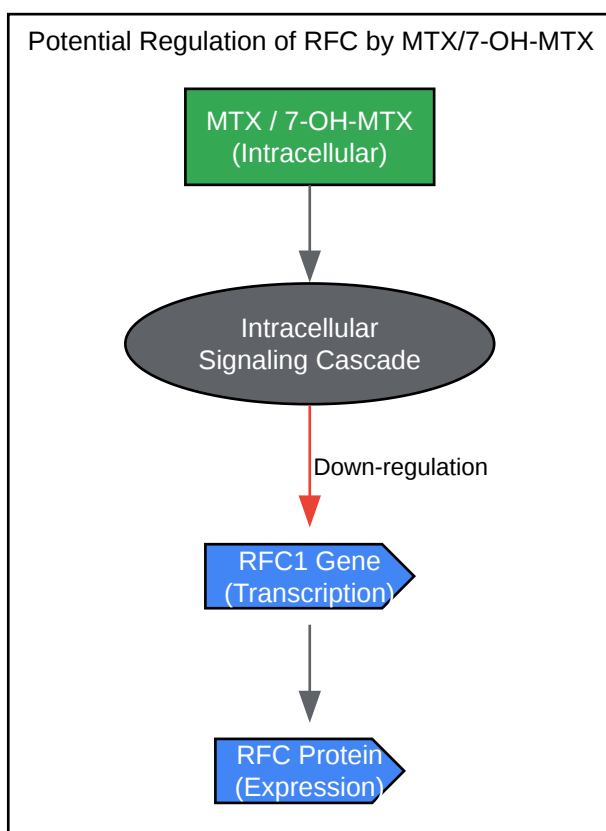 Potential Regulation of RFC by MTX/7-OH-MTX
MTX / 7-OH-MTX
(Intracellular)
Intracellular
Signaling Cascade
Down-regulation
RFC1 Gene
(Transcription)
RFC Protein
(Expression)